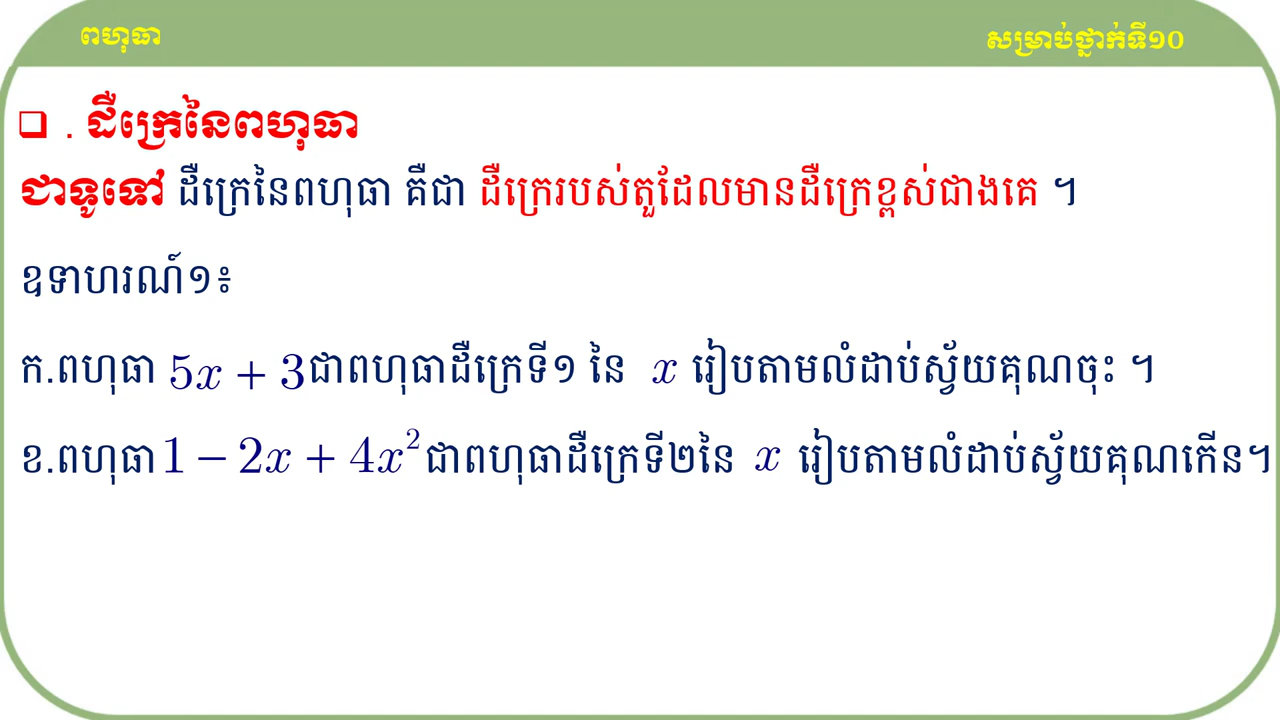 ពហុធា
សម្រាប់ថ្នាក់ទី១០
❑ . ដឺក្រេនៃពហុធា
ជាទូទៅ ដឺក្រេនៃពហុធា គឺជា ដឺក្រេរបស់តួដែលមានដឺក្រេខ្ពស់ជាងគេ ។
ឧទាហរណ៍១៖
ក.ពហុធា 5x + 3 ជាពហុធាដឺក្រេទី១ នៃ x រៀបតាមលំដាប់ស្វ័យគុណចុះ ។
ខ.ពហុធា 1 − 2x + 4x² ជាពហុធាដឺក្រេទី២នៃ x រៀបតាមលំដាប់ស្វ័យគុណកើន។